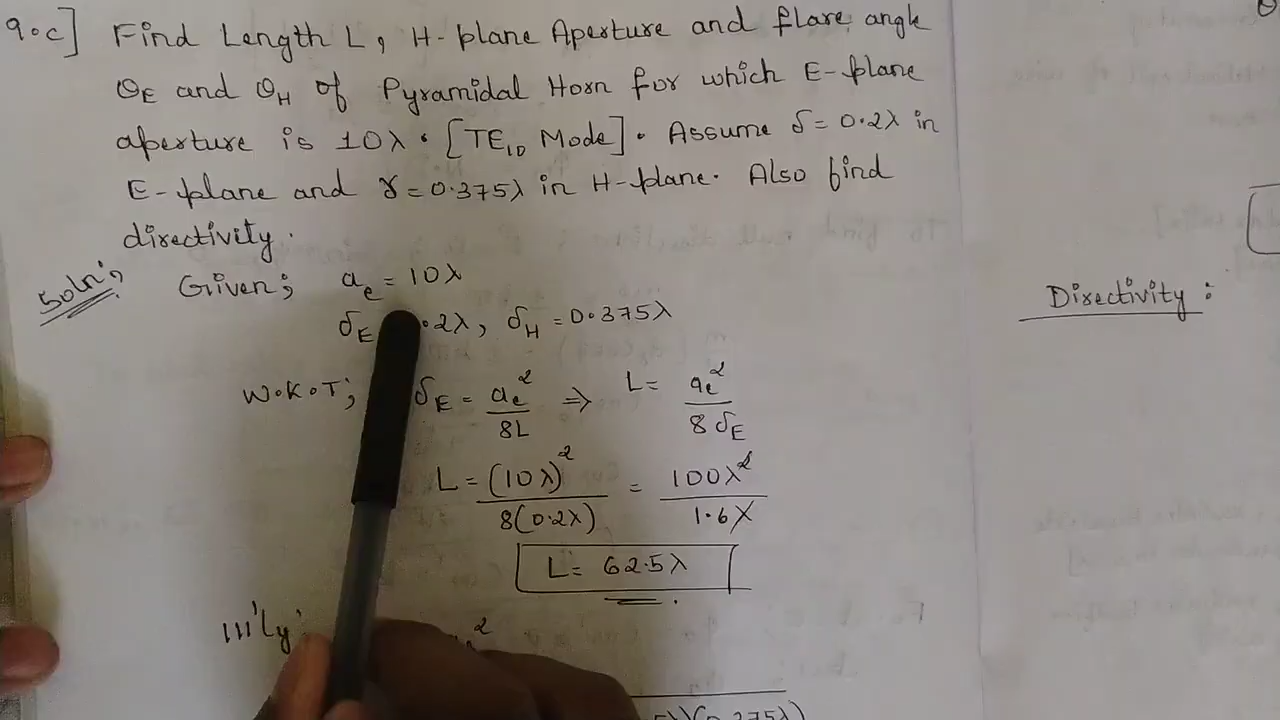 9.c] Find Length L, H-plane Aperture and flare angle
θE and θH of Pyramidal Horn for which E-plane
aperture is 10λ. [TE10 Mode]. Assume δ = 0.2λ in
E-plane and γ = 0.375λ in H-plane. Also find
directivity.
Soln; Given; ae = 10λ
δE .2λ, δH = 0.375λ
W.K.T; δE = ae² / 8L ⇒ L = ae² / 8δE
L = (10λ)² / 8(0.2λ) = 100λ² / 1.6λ
L = 62.5λ
III'ly
Directivity :